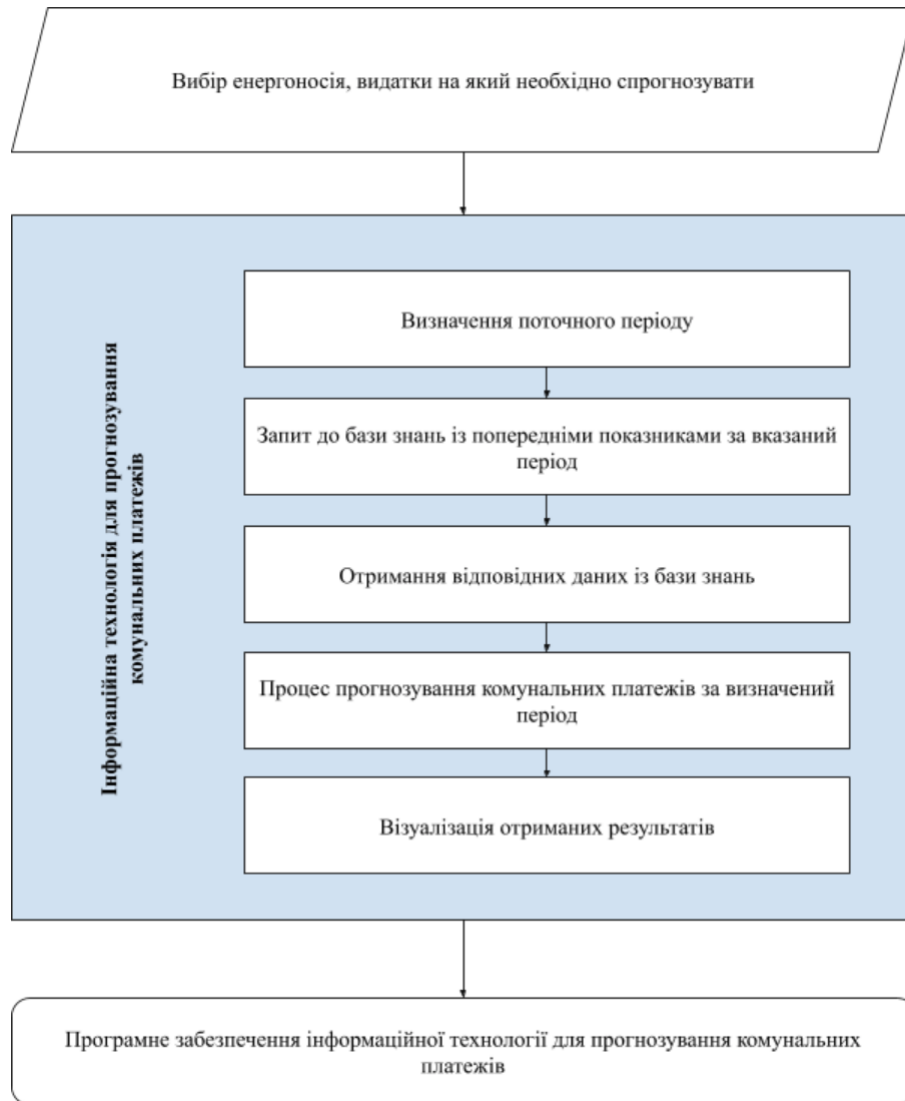 Вибір енергоносія, видатки на який необхідно спрогнозувати
Інформаційна технологія для прогнозування
комунальних платежів
Визначення поточного періоду
Запит до бази знань із попередніми показниками за вказаний
період
Отримання відповідних даних із бази знань
Процес прогнозування комунальних платежів за визначений
період
Візуалізація отриманих результатів
Програмне забезпечення інформаційної технології для прогнозування комунальних
платежів